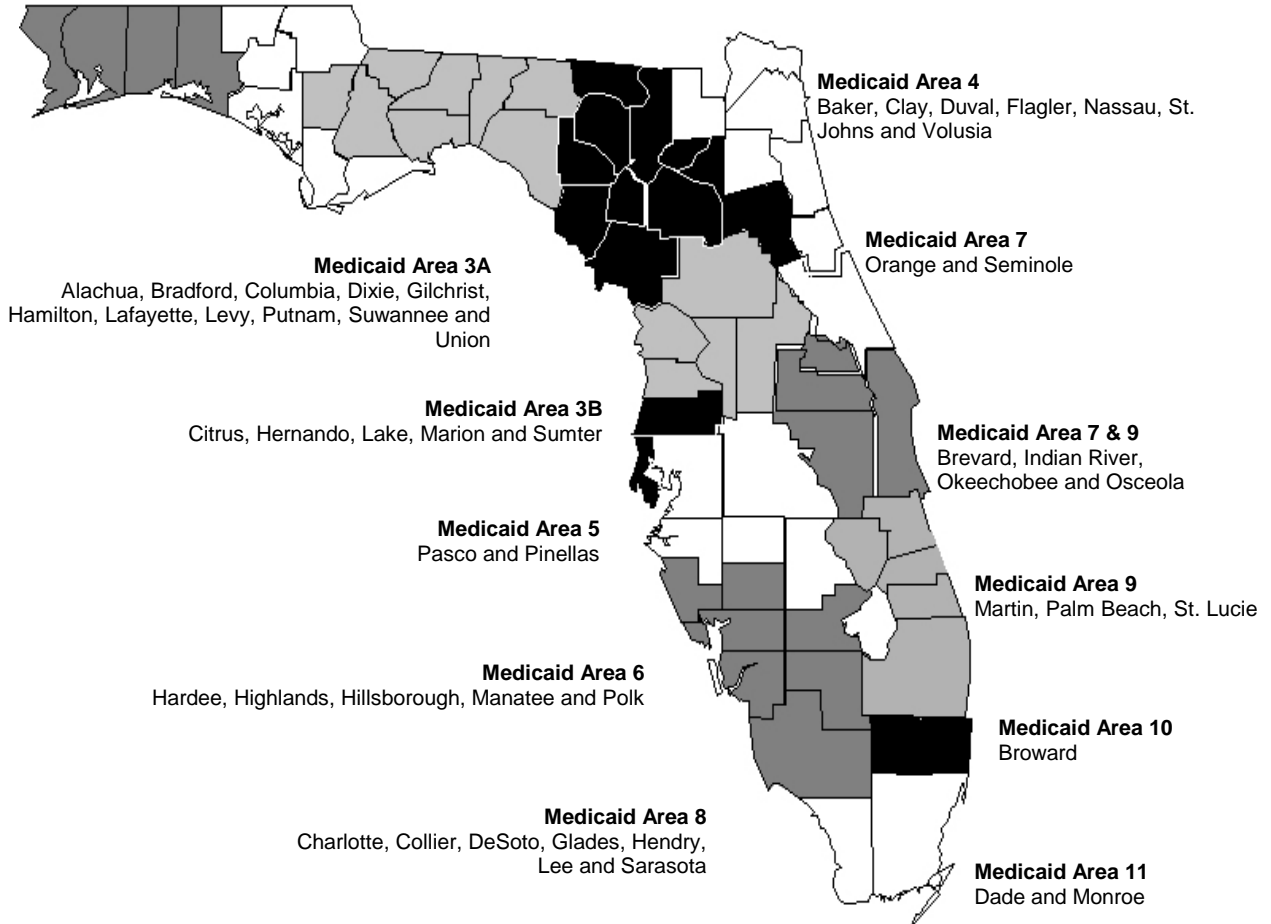 Medicaid Area 4
Baker, Clay, Duval, Flagler, Nassau, St.
Johns and Volusia
Medicaid Area 7
Orange and Seminole
Medicaid Area 3A
Alachua, Bradford, Columbia, Dixie, Gilchrist,
Hamilton, Lafayette, Levy, Putnam, Suwannee and
Union
Medicaid Area 3B
Citrus, Hernando, Lake, Marion and Sumter
Medicaid Area 7 & 9
Brevard, Indian River,
Okeechobee and Osceola
Medicaid Area 5
Pasco and Pinellas
Medicaid Area 9
Martin, Palm Beach, St. Lucie
Medicaid Area 6
Hardee, Highlands, Hillsborough, Manatee and Polk
Medicaid Area 10
Broward
Medicaid Area 8
Charlotte, Collier, DeSoto, Glades, Hendry,
Lee and Sarasota
Medicaid Area 11
Dade and Monroe